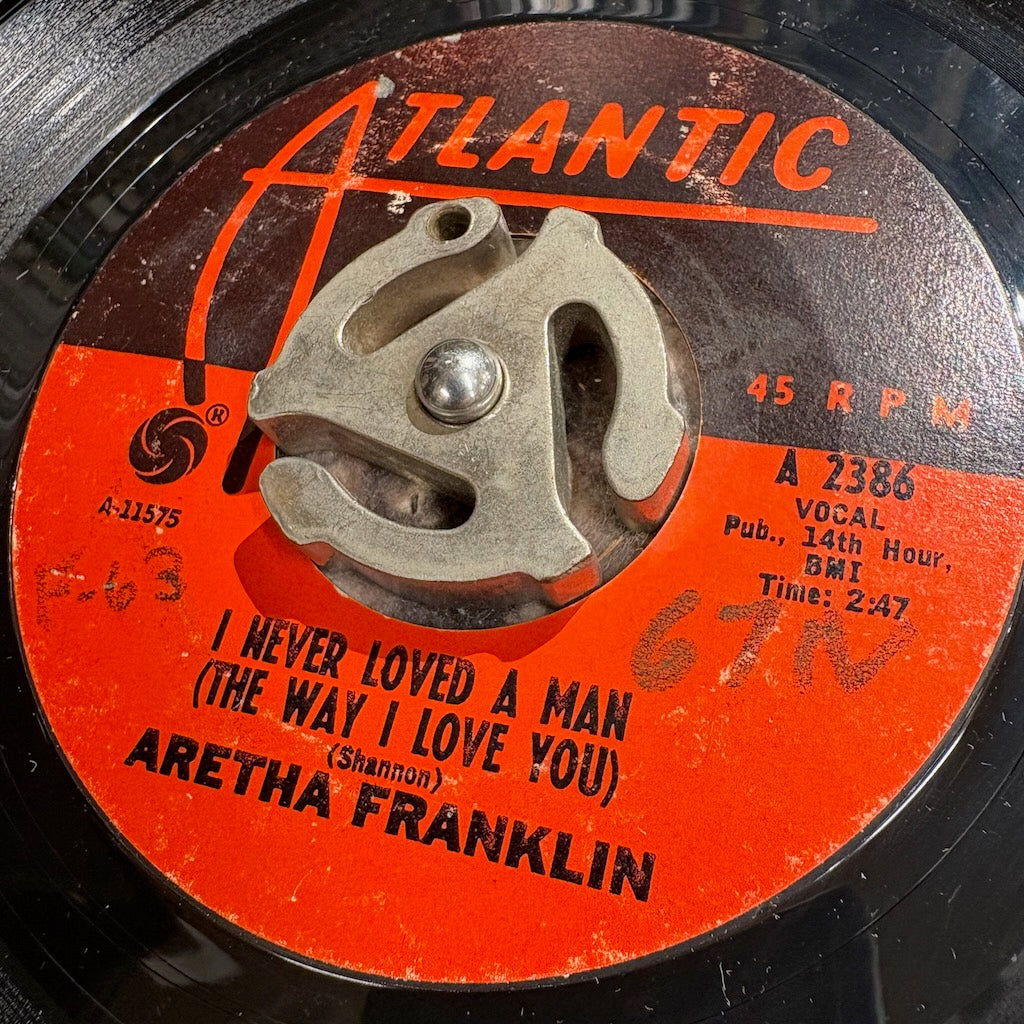 ATLANTIC
®
45 RPM
A-11575
A 2386
VOCAL
Pub., 14th Hour,
BMI
Time: 2:47
67N
I NEVER LOVED A MAN
(THE WAY I LOVE YOU)
(Shannon)
ARETHA FRANKLIN